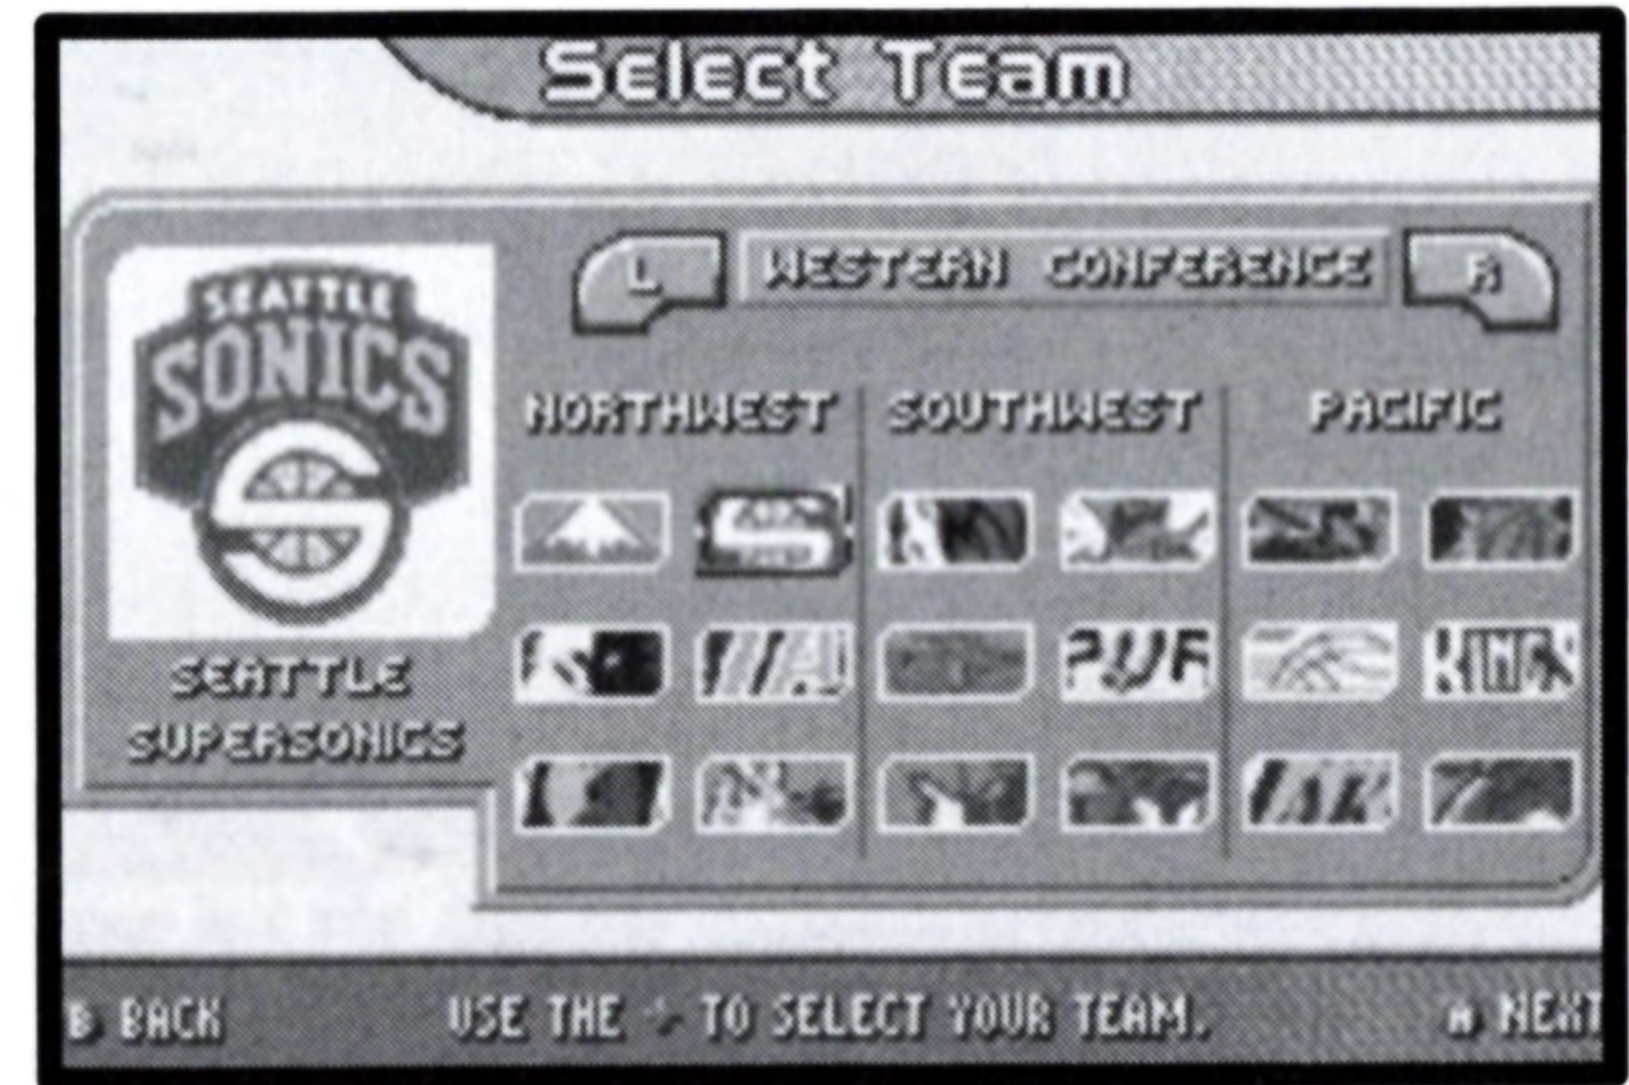 Select Team
L WESTERN CONFERENCE R
SEATTLE
SONICS
SEATTLE
SUPERSONICS
NORTHWEST SOUTHWEST PACIFIC
KINGS
B BACK USE THE TO SELECT YOUR TEAM. A NEXT